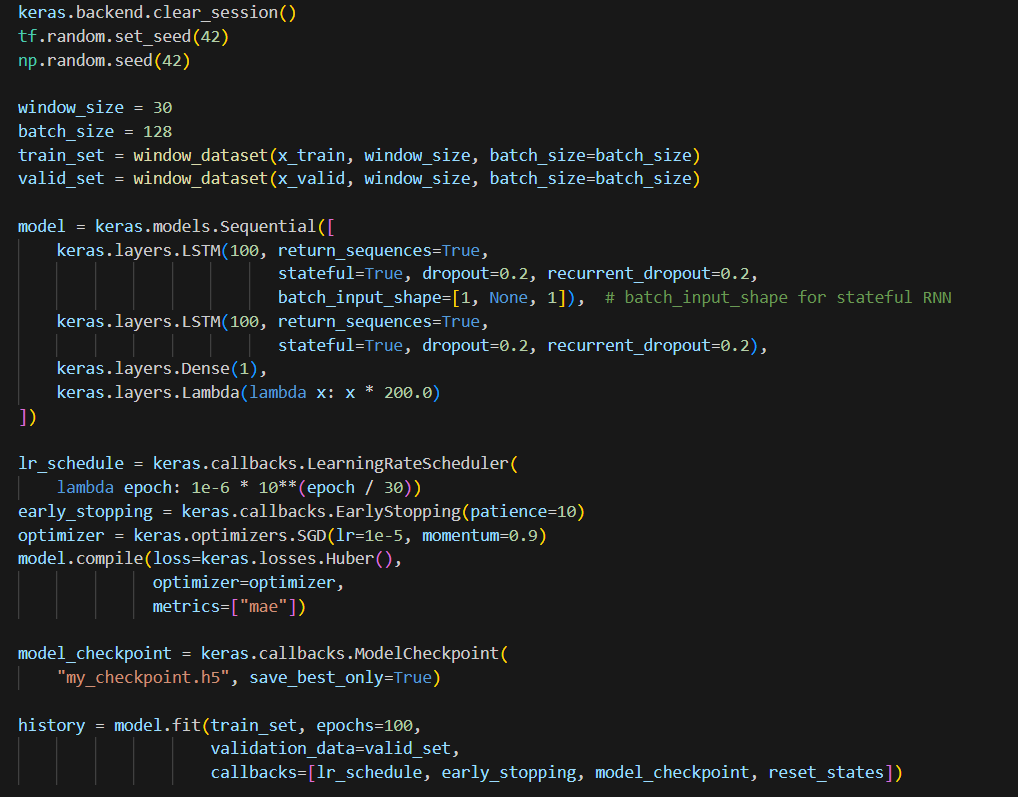 keras.backend.clear_session()
tf.random.set_seed(42)
np.random.seed(42)
window_size = 30
batch_size = 128
train_set = window_dataset(x_train, window_size, batch_size=batch_size)
valid_set = window_dataset(x_valid, window_size, batch_size=batch_size)
model = keras.models.Sequential([
    keras.layers.LSTM(100, return_sequences=True,
                           stateful=True, dropout=0.2, recurrent_dropout=0.2,
                           batch_input_shape=[1, None, 1]),  # batch_input_shape for stateful RNN
    keras.layers.LSTM(100, return_sequences=True,
                           stateful=True, dropout=0.2, recurrent_dropout=0.2),
    keras.layers.Dense(1),
    keras.layers.Lambda(lambda x: x * 200.0)
])
lr_schedule = keras.callbacks.LearningRateScheduler(
    lambda epoch: 1e-6 * 10**(epoch / 30))
early_stopping = keras.callbacks.EarlyStopping(patience=10)
optimizer = keras.optimizers.SGD(lr=1e-5, momentum=0.9)
model.compile(loss=keras.losses.Huber(),
              optimizer=optimizer,
              metrics=["mae"])
model_checkpoint = keras.callbacks.ModelCheckpoint(
    "my_checkpoint.h5", save_best_only=True)
history = model.fit(train_set, epochs=100,
                    validation_data=valid_set,
                    callbacks=[lr_schedule, early_stopping, model_checkpoint, reset_states])